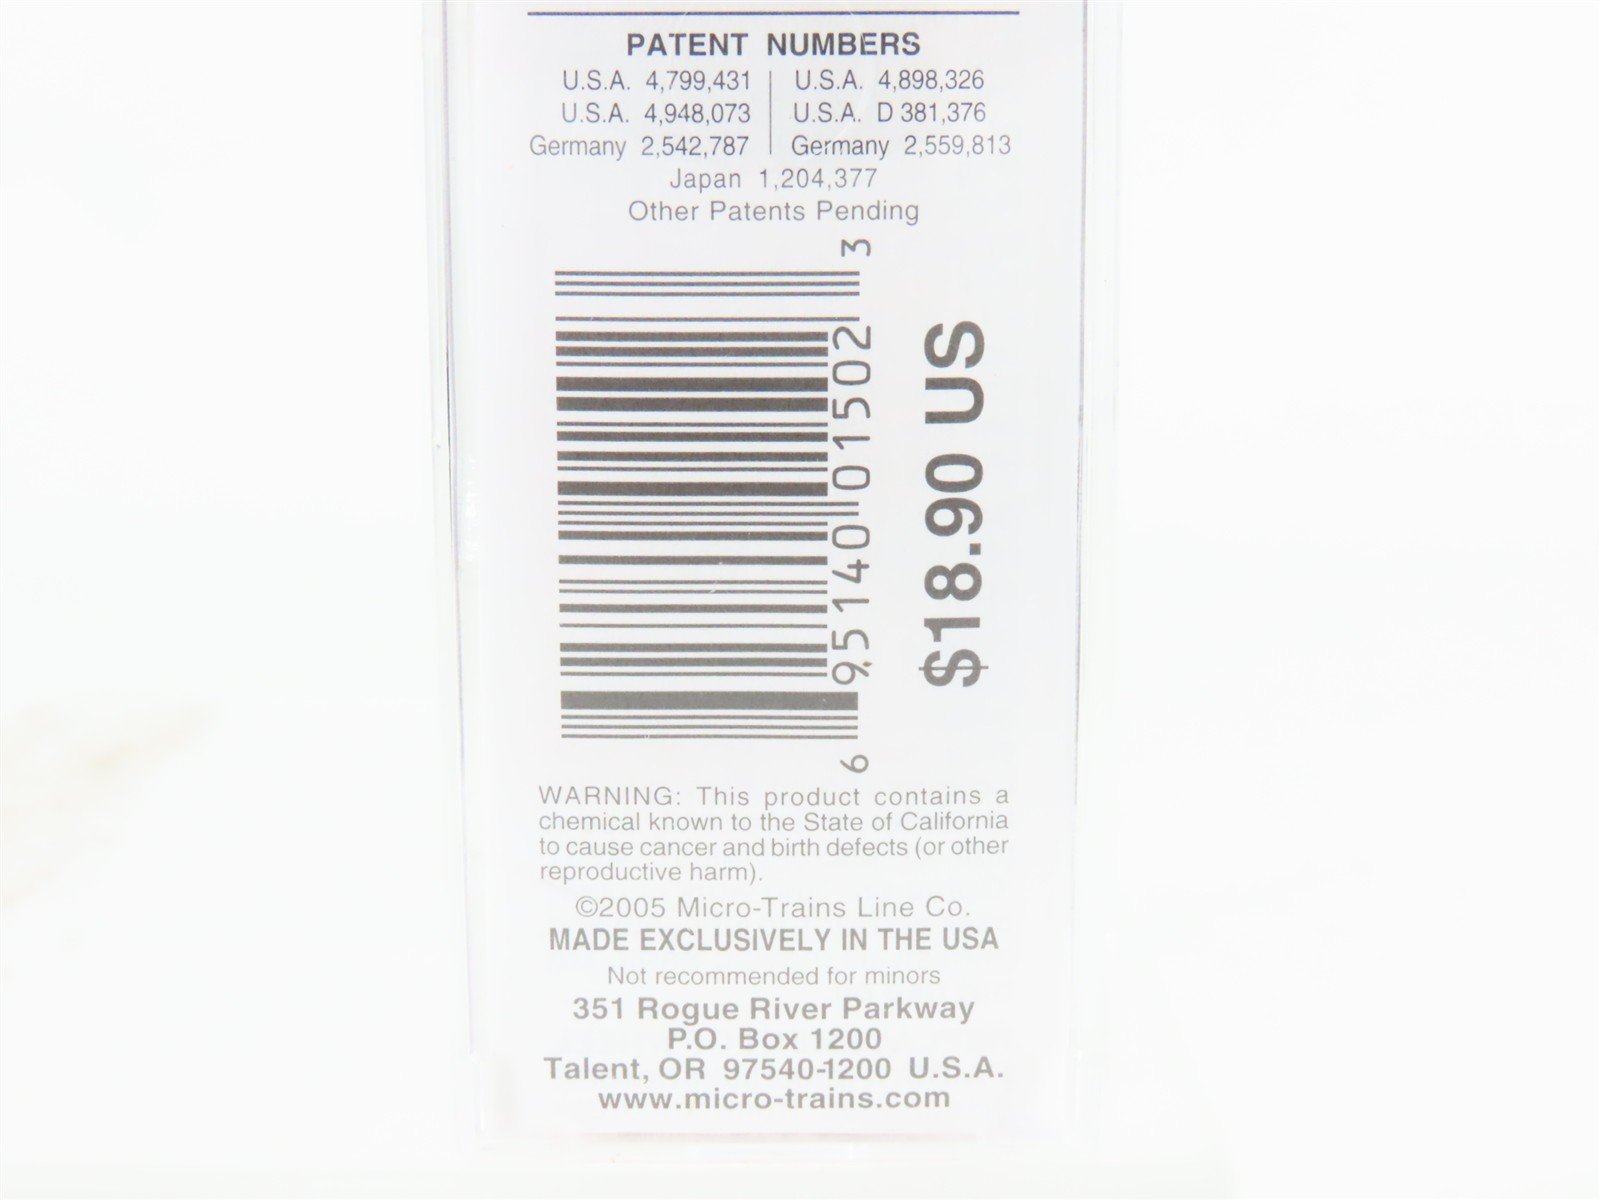 PATENT NUMBERS
U.S.A. 4,799,431 | U.S.A. 4,898,326
U.S.A. 4,948,073 | U.S.A. D 381,376
Germany 2,542,787 | Germany 2,559,813
Japan 1,204,377
Other Patents Pending
6 95140 01502 3
$18.90 US
WARNING: This product contains a
chemical known to the State of California
to cause cancer and birth defects (or other
reproductive harm).
©2005 Micro-Trains Line Co.
MADE EXCLUSIVELY IN THE USA
Not recommended for minors
351 Rogue River Parkway
P.O. Box 1200
Talent, OR 97540-1200 U.S.A.
www.micro-trains.com